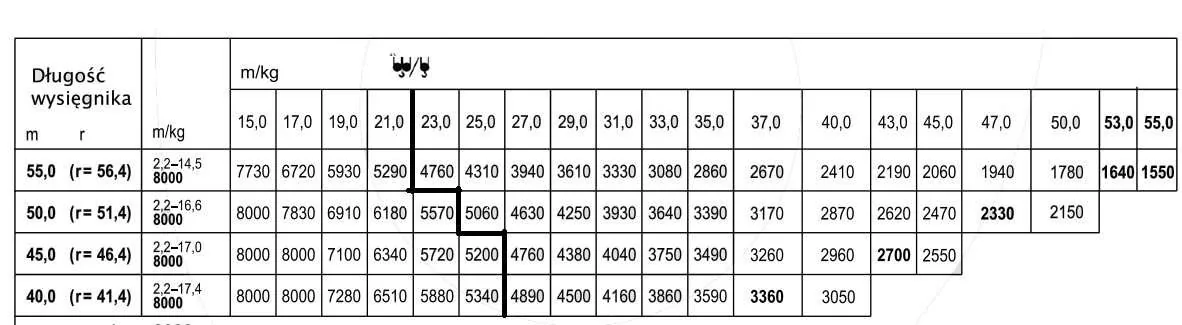 Długość
wysięgnika
m r
m/kg
m/kg
15,0 17,0 19,0 21,0 23,0 25,0 27,0 29,0 31,0 33,0 35,0 37,0 40,0 43,0 45,0 47,0 50,0 53,0 55,0
55,0 (r= 56,4) 2,2–14,5 8000 7730 6720 5930 5290 4760 4310 3940 3610 3330 3080 2860 2670 2410 2190 2060 1940 1780 1640 1550
50,0 (r= 51,4) 2,2–16,6 8000 8000 7830 6910 6180 5570 5060 4630 4250 3930 3640 3390 3170 2870 2620 2470 2330 2150
45,0 (r= 46,4) 2,2–17,0 8000 8000 8000 7100 6340 5720 5200 4760 4380 4040 3750 3490 3260 2960 2700 2550
40,0 (r= 41,4) 2,2–17,4 8000 8000 8000 7280 6510 5880 5340 4890 4500 4160 3860 3590 3360 3050